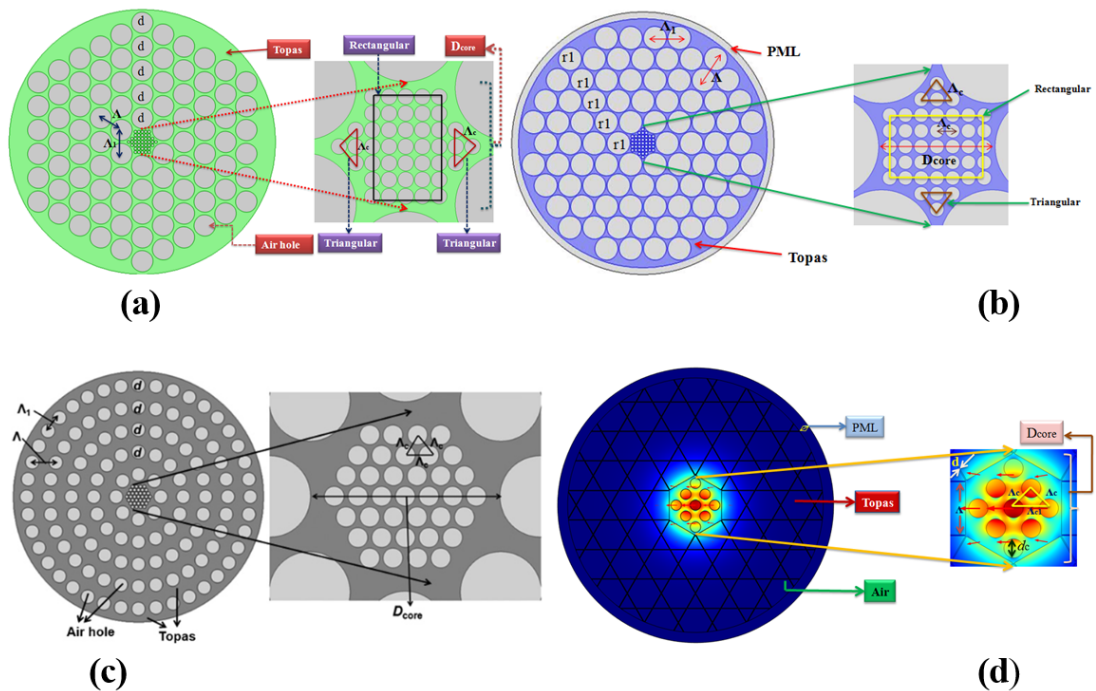 d
d
d
d
d
Λ
Λ1
Topas
Air hole
Rectangular
Dcore
Λc
Λc
Triangular
Triangular
(a)
Λ1
Λ
r1
r1
r1
r1
r1
PML
Topas
Λc
Rectangular
Λc
Dcore
Triangular
(b)
Λ1
Λ
d
d
d
d
Air hole
Topas
Λc
Λc
Λc
Dcore
(c)
PML
Topas
Air
Dcore
d
Λ
Λc
Λc
Λc1
dc
(d)